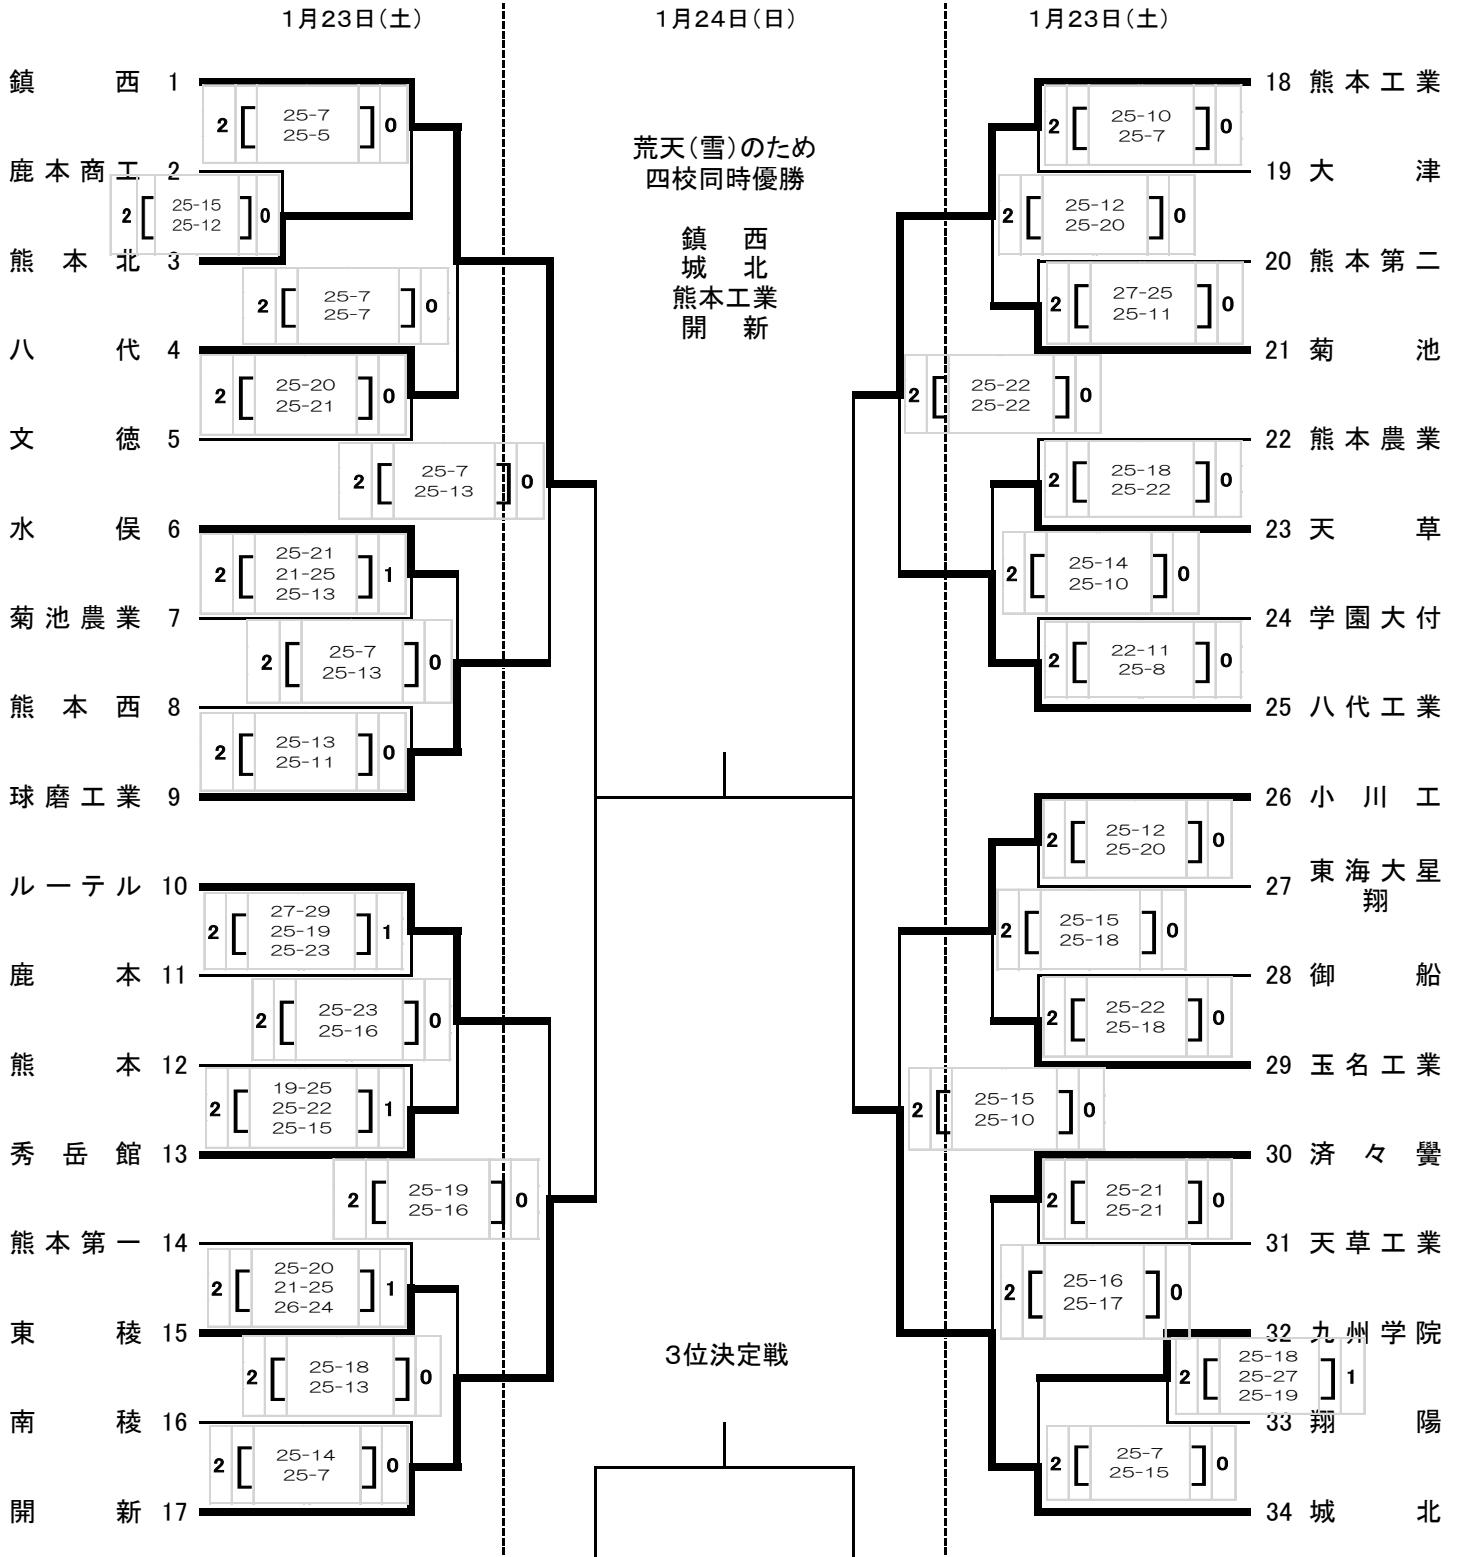 1月23日(土)
1月24日(日)
1月23日(土)
荒天(雪)のため
四校同時優勝
鎮 西
城 北
熊本工業
開 新
鎮 西 1
2 25-7 0
25-5
鹿本商工 2
2 25-15 0
25-12
熊本北 3
2 25-7 0
25-7
八 代 4
2 25-20 0
25-21
文 徳 5
2 25-7 0
25-13
水 俣 6
25-21
2 21-25 1
25-13
菊池農業 7
2 25-7 0
25-13
熊本西 8
2 25-13 0
25-11
球磨工業 9
ルーテル 10
27-29
2 25-19 1
25-23
鹿 本 11
2 25-23 0
25-16
熊 本 12
19-25
2 25-22 1
25-15
秀岳館 13
2 25-19 0
25-16
熊本第一 14
25-20
2 21-25 1
26-24
東 稜 15
2 25-18 0
25-13
南 稜 16
2 25-14 0
25-7
開 新 17
18 熊本工業
2 25-10 0
25-7
19 大 津
2 25-12 0
25-20
20 熊本第二
2 27-25 0
25-11
21 菊 池
2 25-22 0
25-22
22 熊本農業
2 25-18 0
25-22
23 天 草
2 25-14 0
25-10
24 学園大付
2 22-11 0
25-8
25 八代工業
26 小川工
2 25-12 0
25-20
27 東海大星
翔
2 25-15 0
25-18
28 御 船
2 25-22 0
25-18
29 玉名工業
2 25-15 0
25-10
30 済々黌
2 25-21 0
25-21
31 天草工業
2 25-16 0
25-17
32 九州学院
25-18
2 25-27 1
25-19
33 翔 陽
2 25-7 0
25-15
34 城 北
3位決定戦